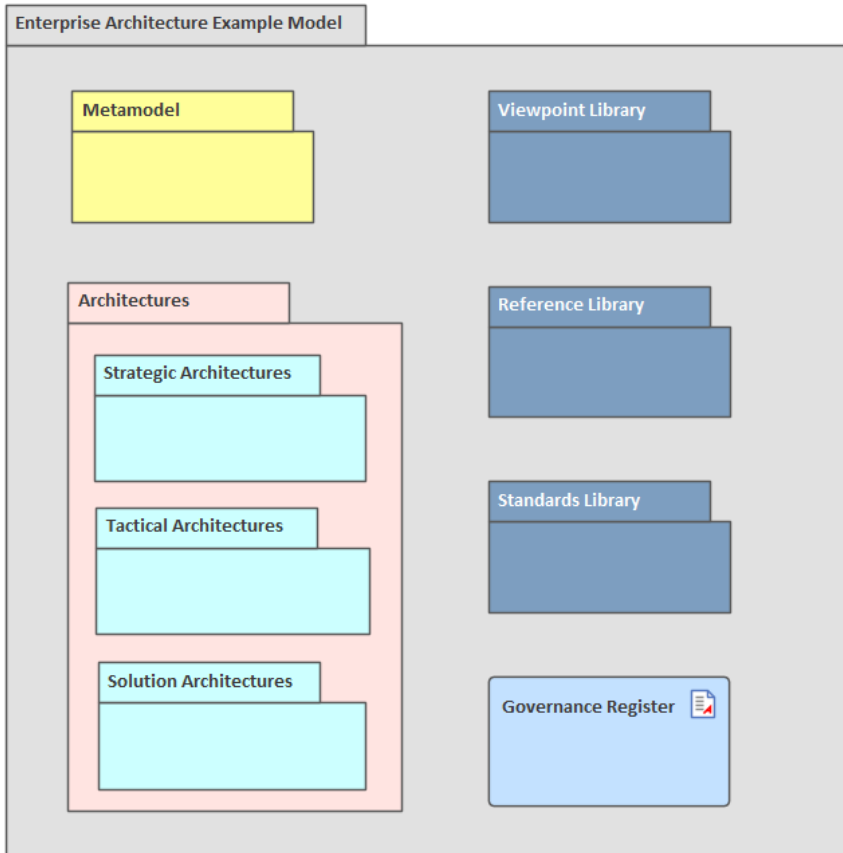 Enterprise Architecture Example Model
Metamodel
Viewpoint Library
Architectures
Reference Library
Strategic Architectures
Standards Library
Tactical Architectures
Solution Architectures
Governance Register